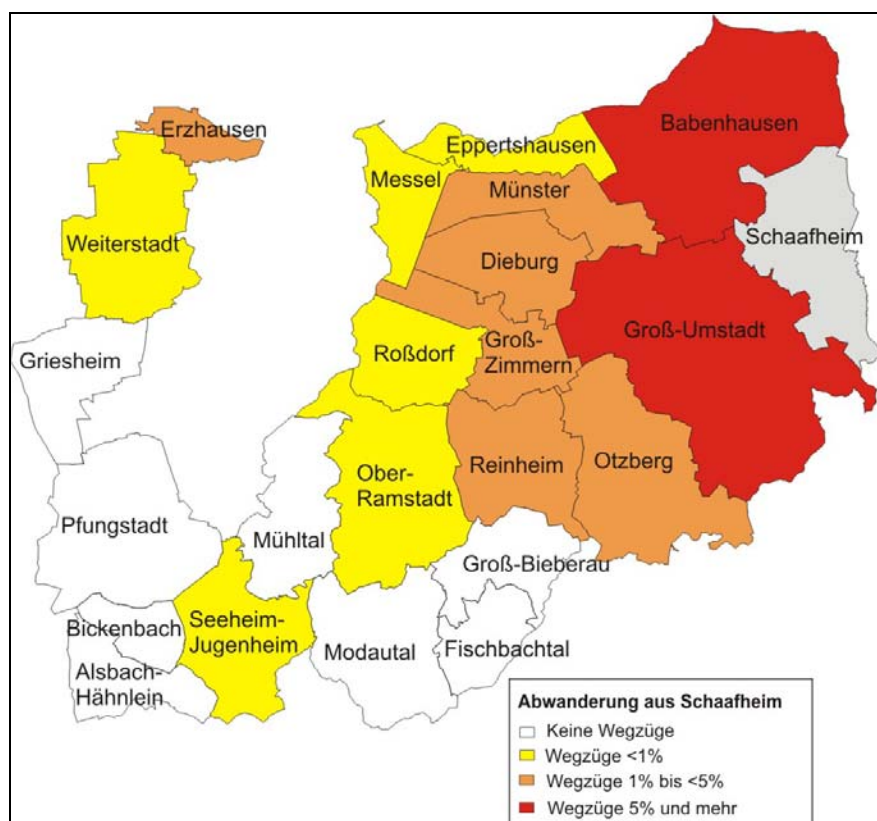 Erzhausen
Babenhausen
Eppertshausen
Messel
Münster
Weiterstadt
Schaafheim
Dieburg
Groß-Umstadt
Griesheim
Roßdorf
Groß-
Zimmern
Reinheim
Otzberg
Ober-
Ramstadt
Pfungstadt
Mühltal
Groß-Bieberau
Seeheim-
Jugenheim
Bickenbach
Modautal
Fischbachtal
Alsbach-
Hähnlein
Abwanderung aus Schaafheim
Keine Wegzüge
Wegzüge <1%
Wegzüge 1% bis <5%
Wegzüge 5% und mehr